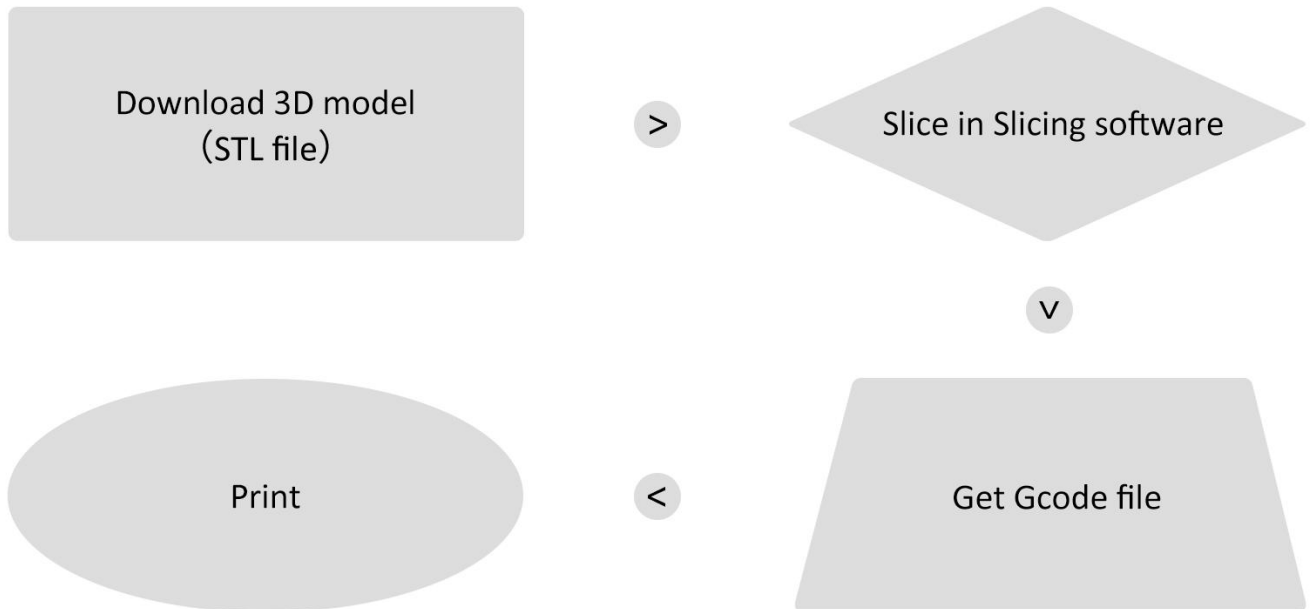 Download 3D model
（STL file）
>
Slice in Slicing software
>
Get Gcode file
<
Print